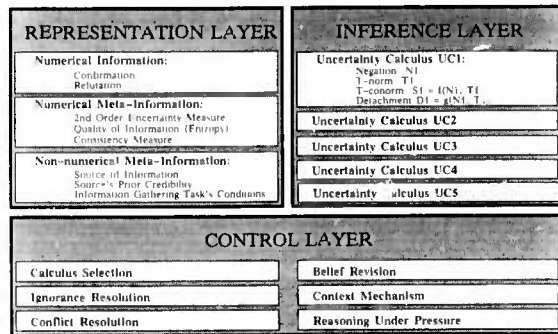 REPRESENTATION LAYER
Numerical Information:
Confirmation
Refutation
Numerical Meta-Information:
2nd Order Uncertainty Measure
Quality of Information (Entropy)
Consistency Measure
Non-numerical Meta-Information:
Source of Information
Source's Prior Credibility
Information Gathering Task's Conditions
INFERENCE LAYER
Uncertainty Calculus UC1:
Negation N1
T-norm T1
T-conorm S1 = f(N1, T1
Detachment D1 = g(N1, T
Uncertainty Calculus UC2
Uncertainty Calculus UC3
Uncertainty Calculus UC4
Uncertainty Calculus UC5
CONTROL LAYER
Calculus Selection
Ignorance Resolution
Conflict Resolution
Belief Revision
Context Mechanism
Reasoning Under Pressure